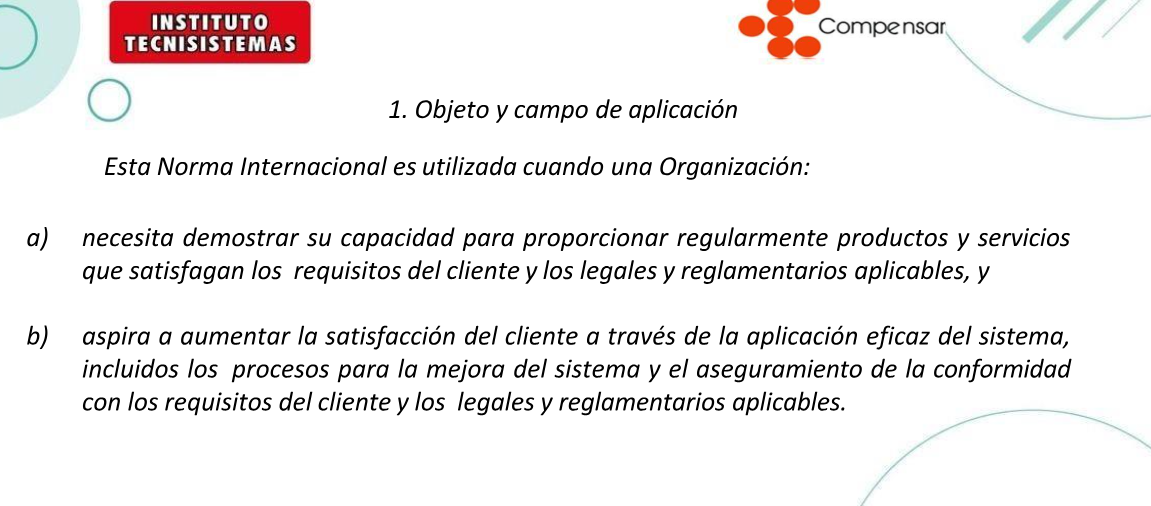 INSTITUTO
TECNISISTEMAS
Compensar
1. Objeto y campo de aplicación
Esta Norma Internacional es utilizada cuando una Organización:
a) necesita demostrar su capacidad para proporcionar regularmente productos y servicios
que satisfagan los requisitos del cliente y los legales y reglamentarios aplicables, y
b) aspira a aumentar la satisfacción del cliente a través de la aplicación eficaz del sistema,
incluidos los procesos para la mejora del sistema y el aseguramiento de la conformidad
con los requisitos del cliente y los legales y reglamentarios aplicables.